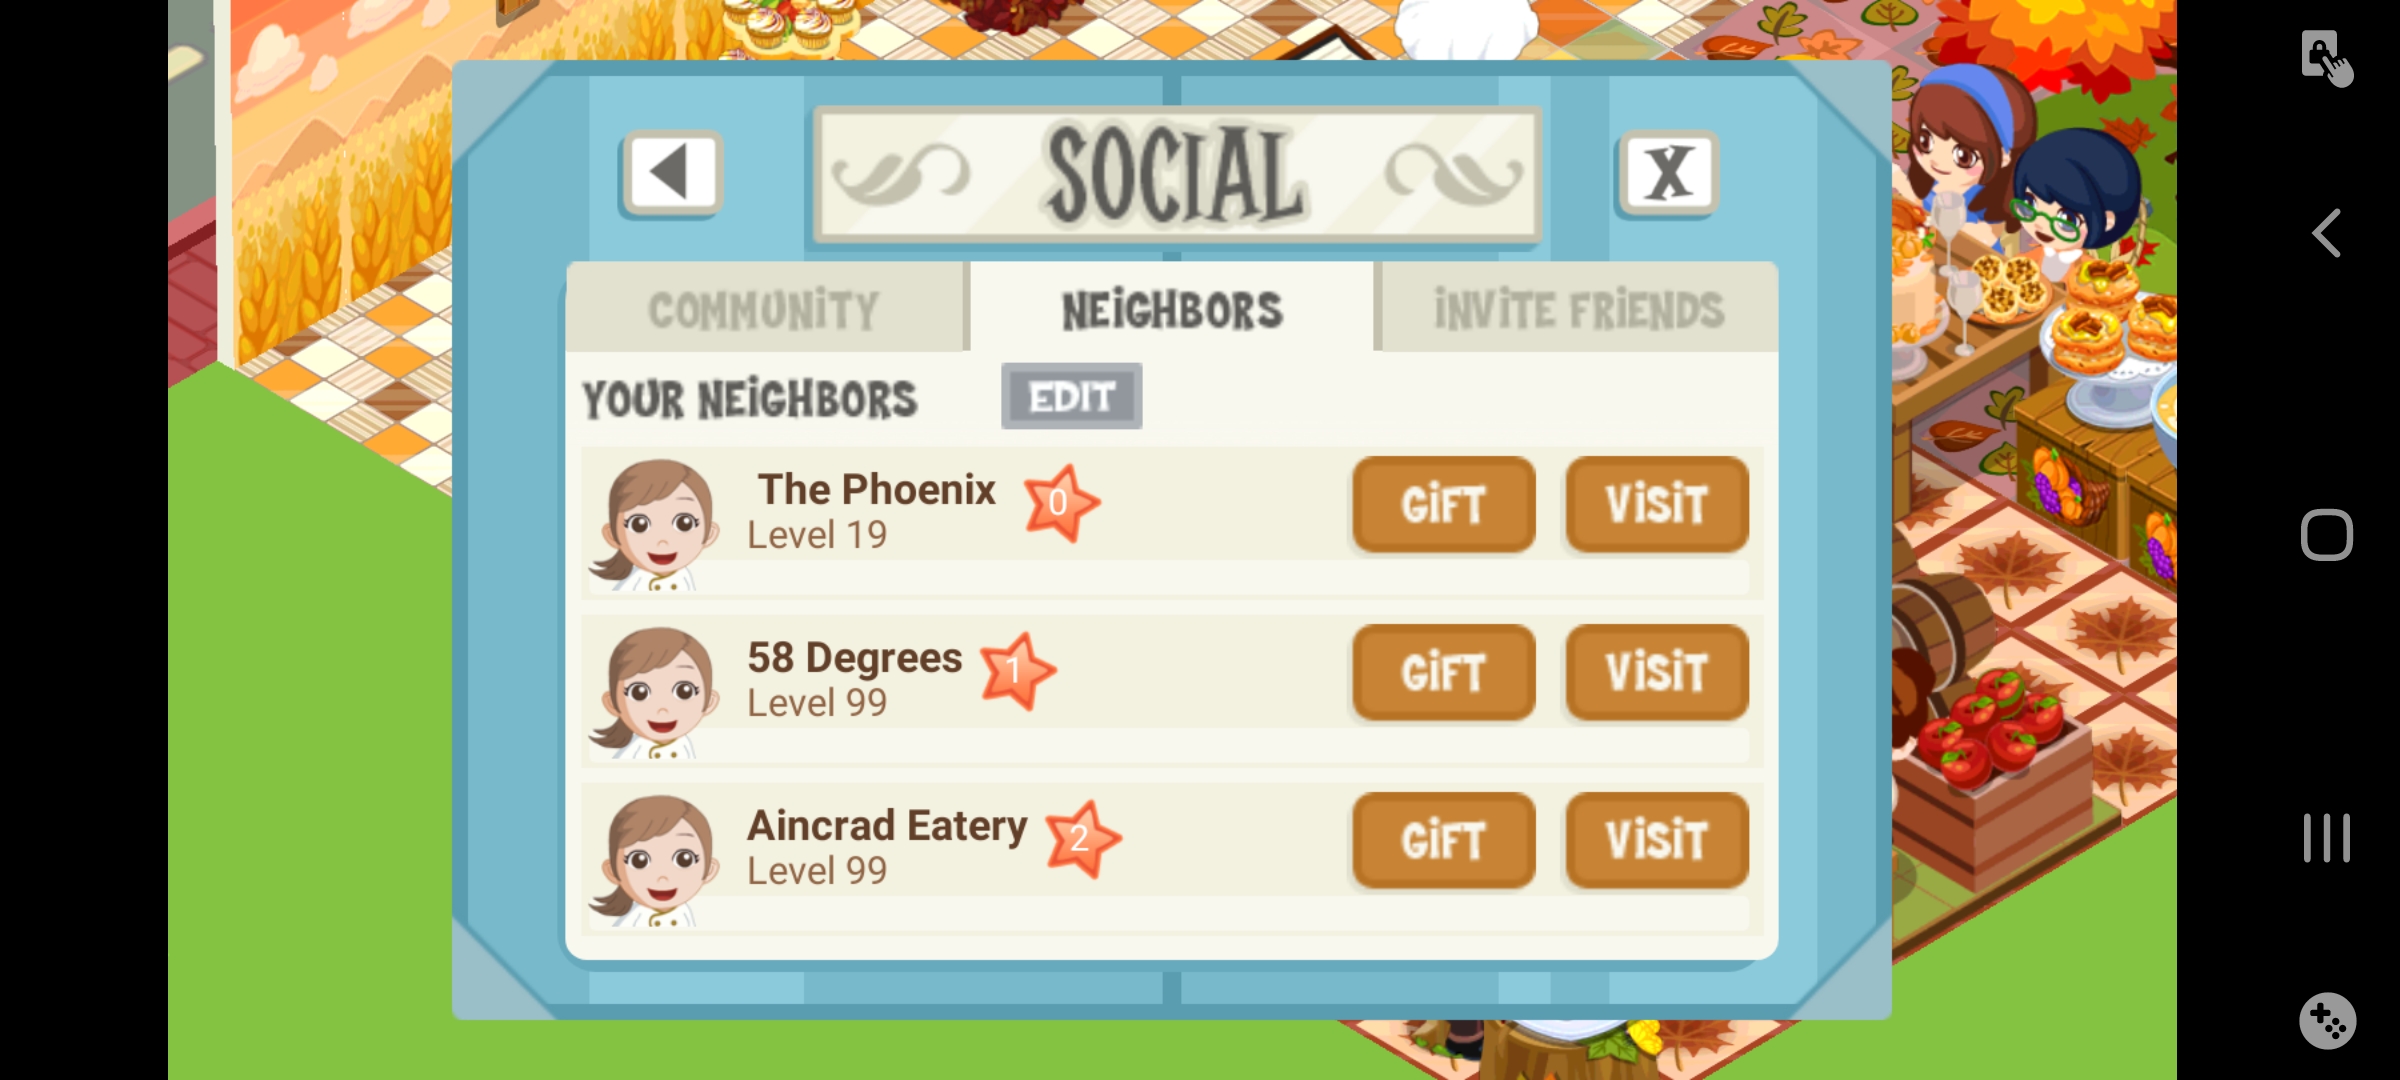 SOCIAL
X
COMMUNITY
NEIGHBORS
INVITE FRIENDS
YOUR NEIGHBORS
EDIT
The Phoenix
0
Level 19
GIFT
VISIT
58 Degrees
1
Level 99
GIFT
VISIT
Aincrad Eatery
2
Level 99
GIFT
VISIT